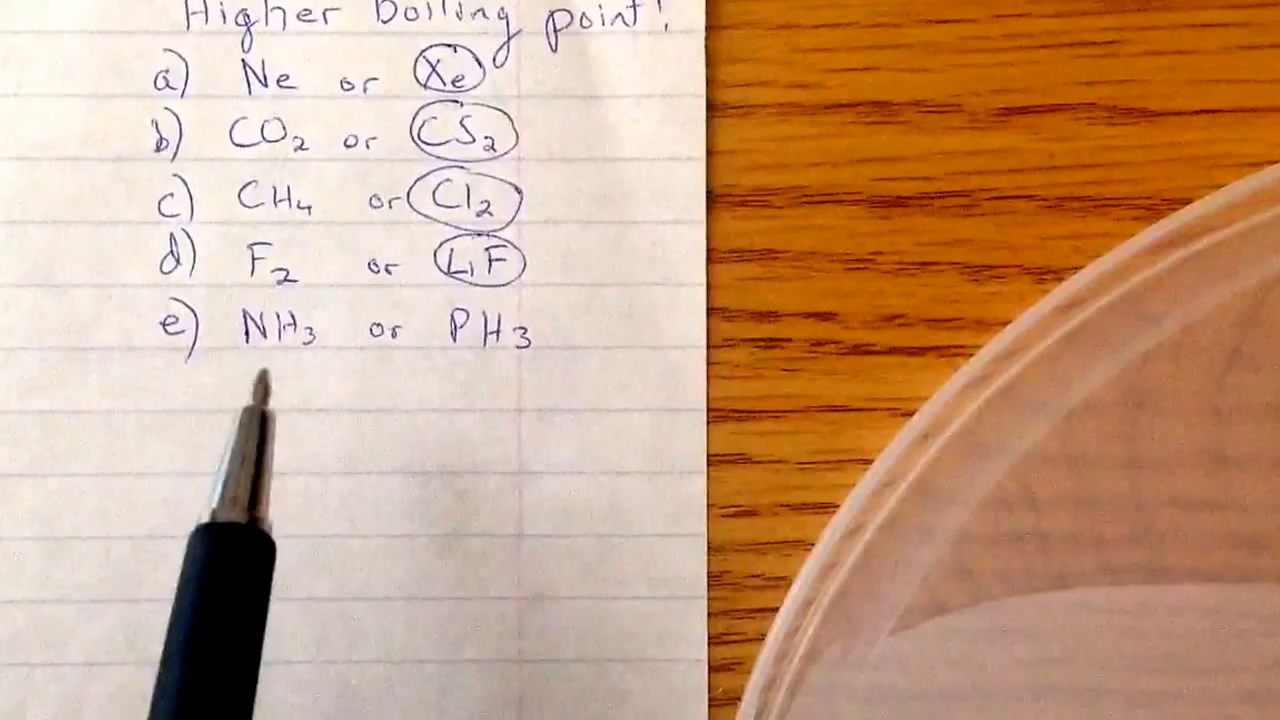 Higher boiling point!
a) Ne or Xe
b) CO₂ or CS₂
c) CH₄ or Cl₂
d) F₂ or LiF
e) NH₃ or PH₃